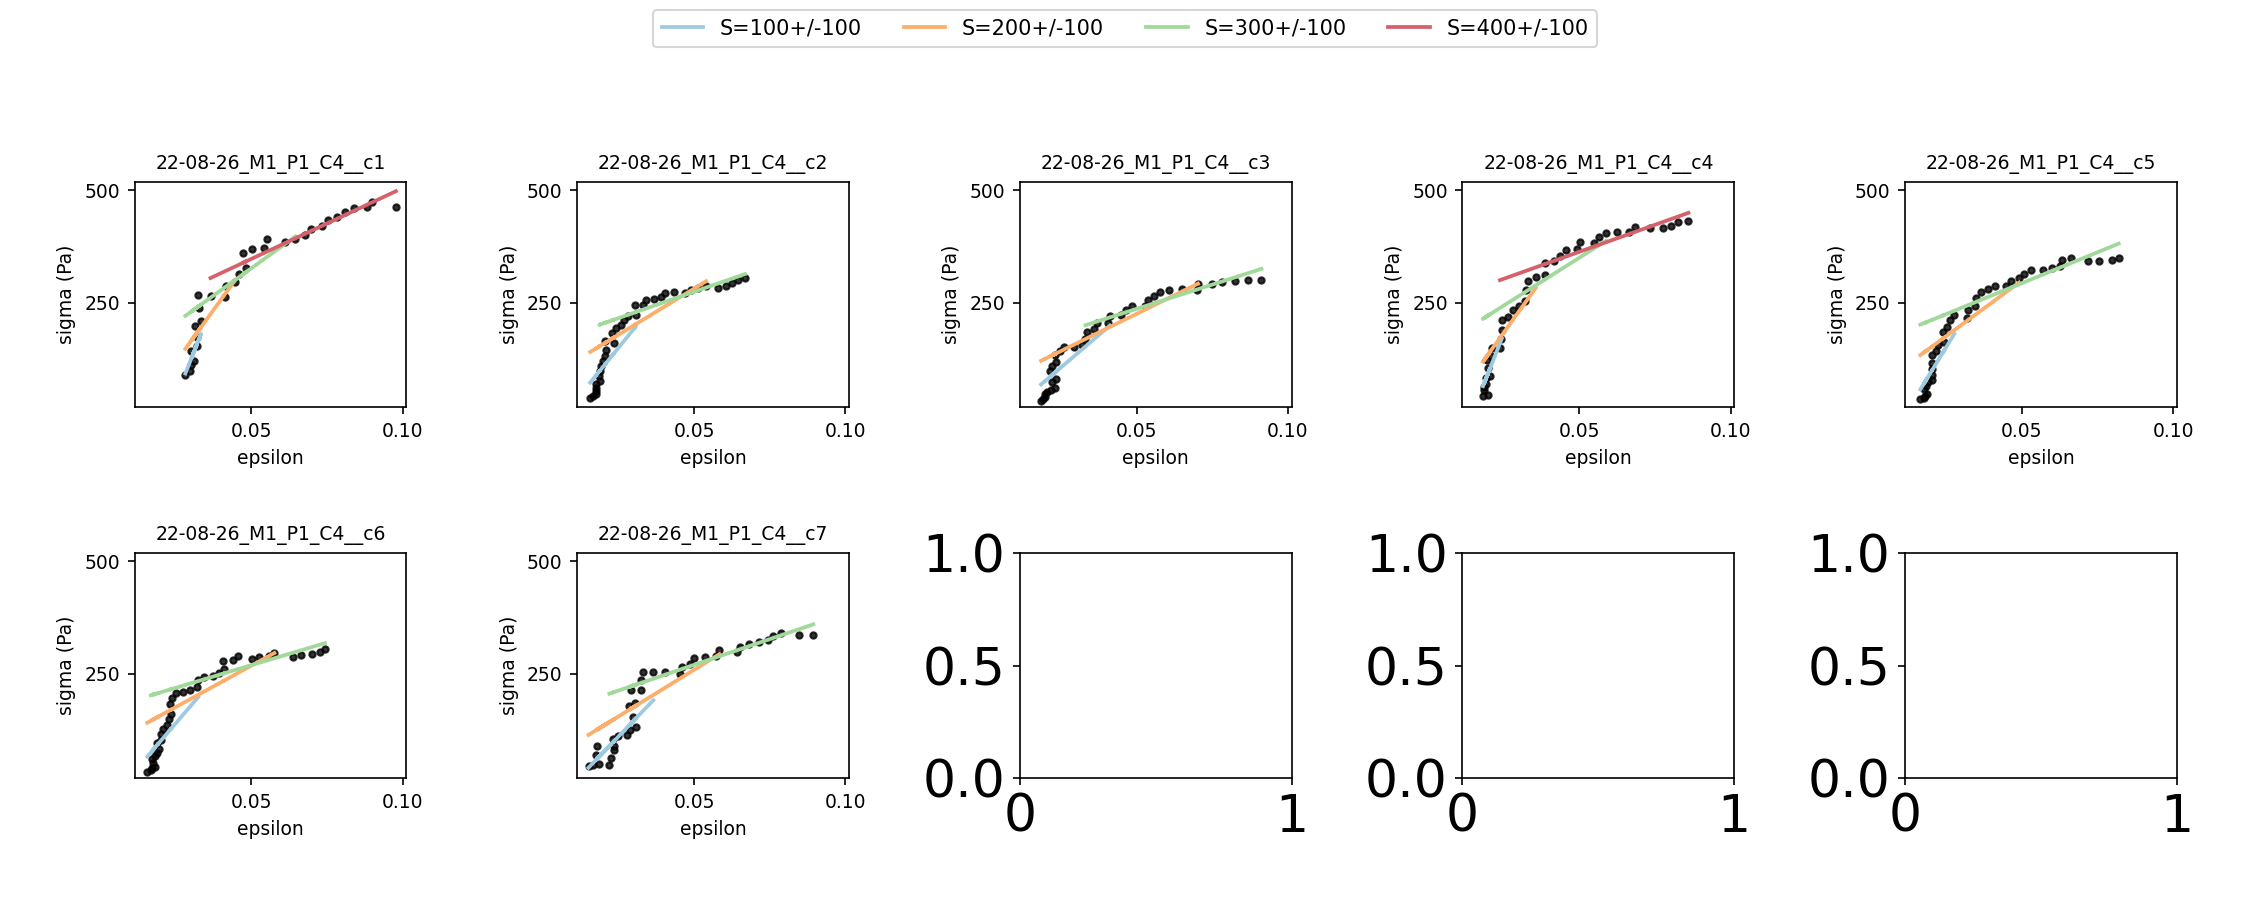 S=100+/-100 S=200+/-100 S=300+/-100 S=400+/-100
22-08-26_M1_P1_C4__c1
500
250
sigma (Pa)
0.05 0.10
epsilon
22-08-26_M1_P1_C4__c2
500
250
sigma (Pa)
0.05 0.10
epsilon
22-08-26_M1_P1_C4__c3
500
250
sigma (Pa)
0.05 0.10
epsilon
22-08-26_M1_P1_C4__c4
500
250
sigma (Pa)
0.05 0.10
epsilon
22-08-26_M1_P1_C4__c5
500
250
sigma (Pa)
0.05 0.10
epsilon
22-08-26_M1_P1_C4__c6
500
250
sigma (Pa)
0.05 0.10
epsilon
22-08-26_M1_P1_C4__c7
500
250
sigma (Pa)
0.05 0.10
epsilon
1.0
0.5
0.0
0 1
1.0
0.5
0.0
0 1
1.0
0.5
0.0
0 1